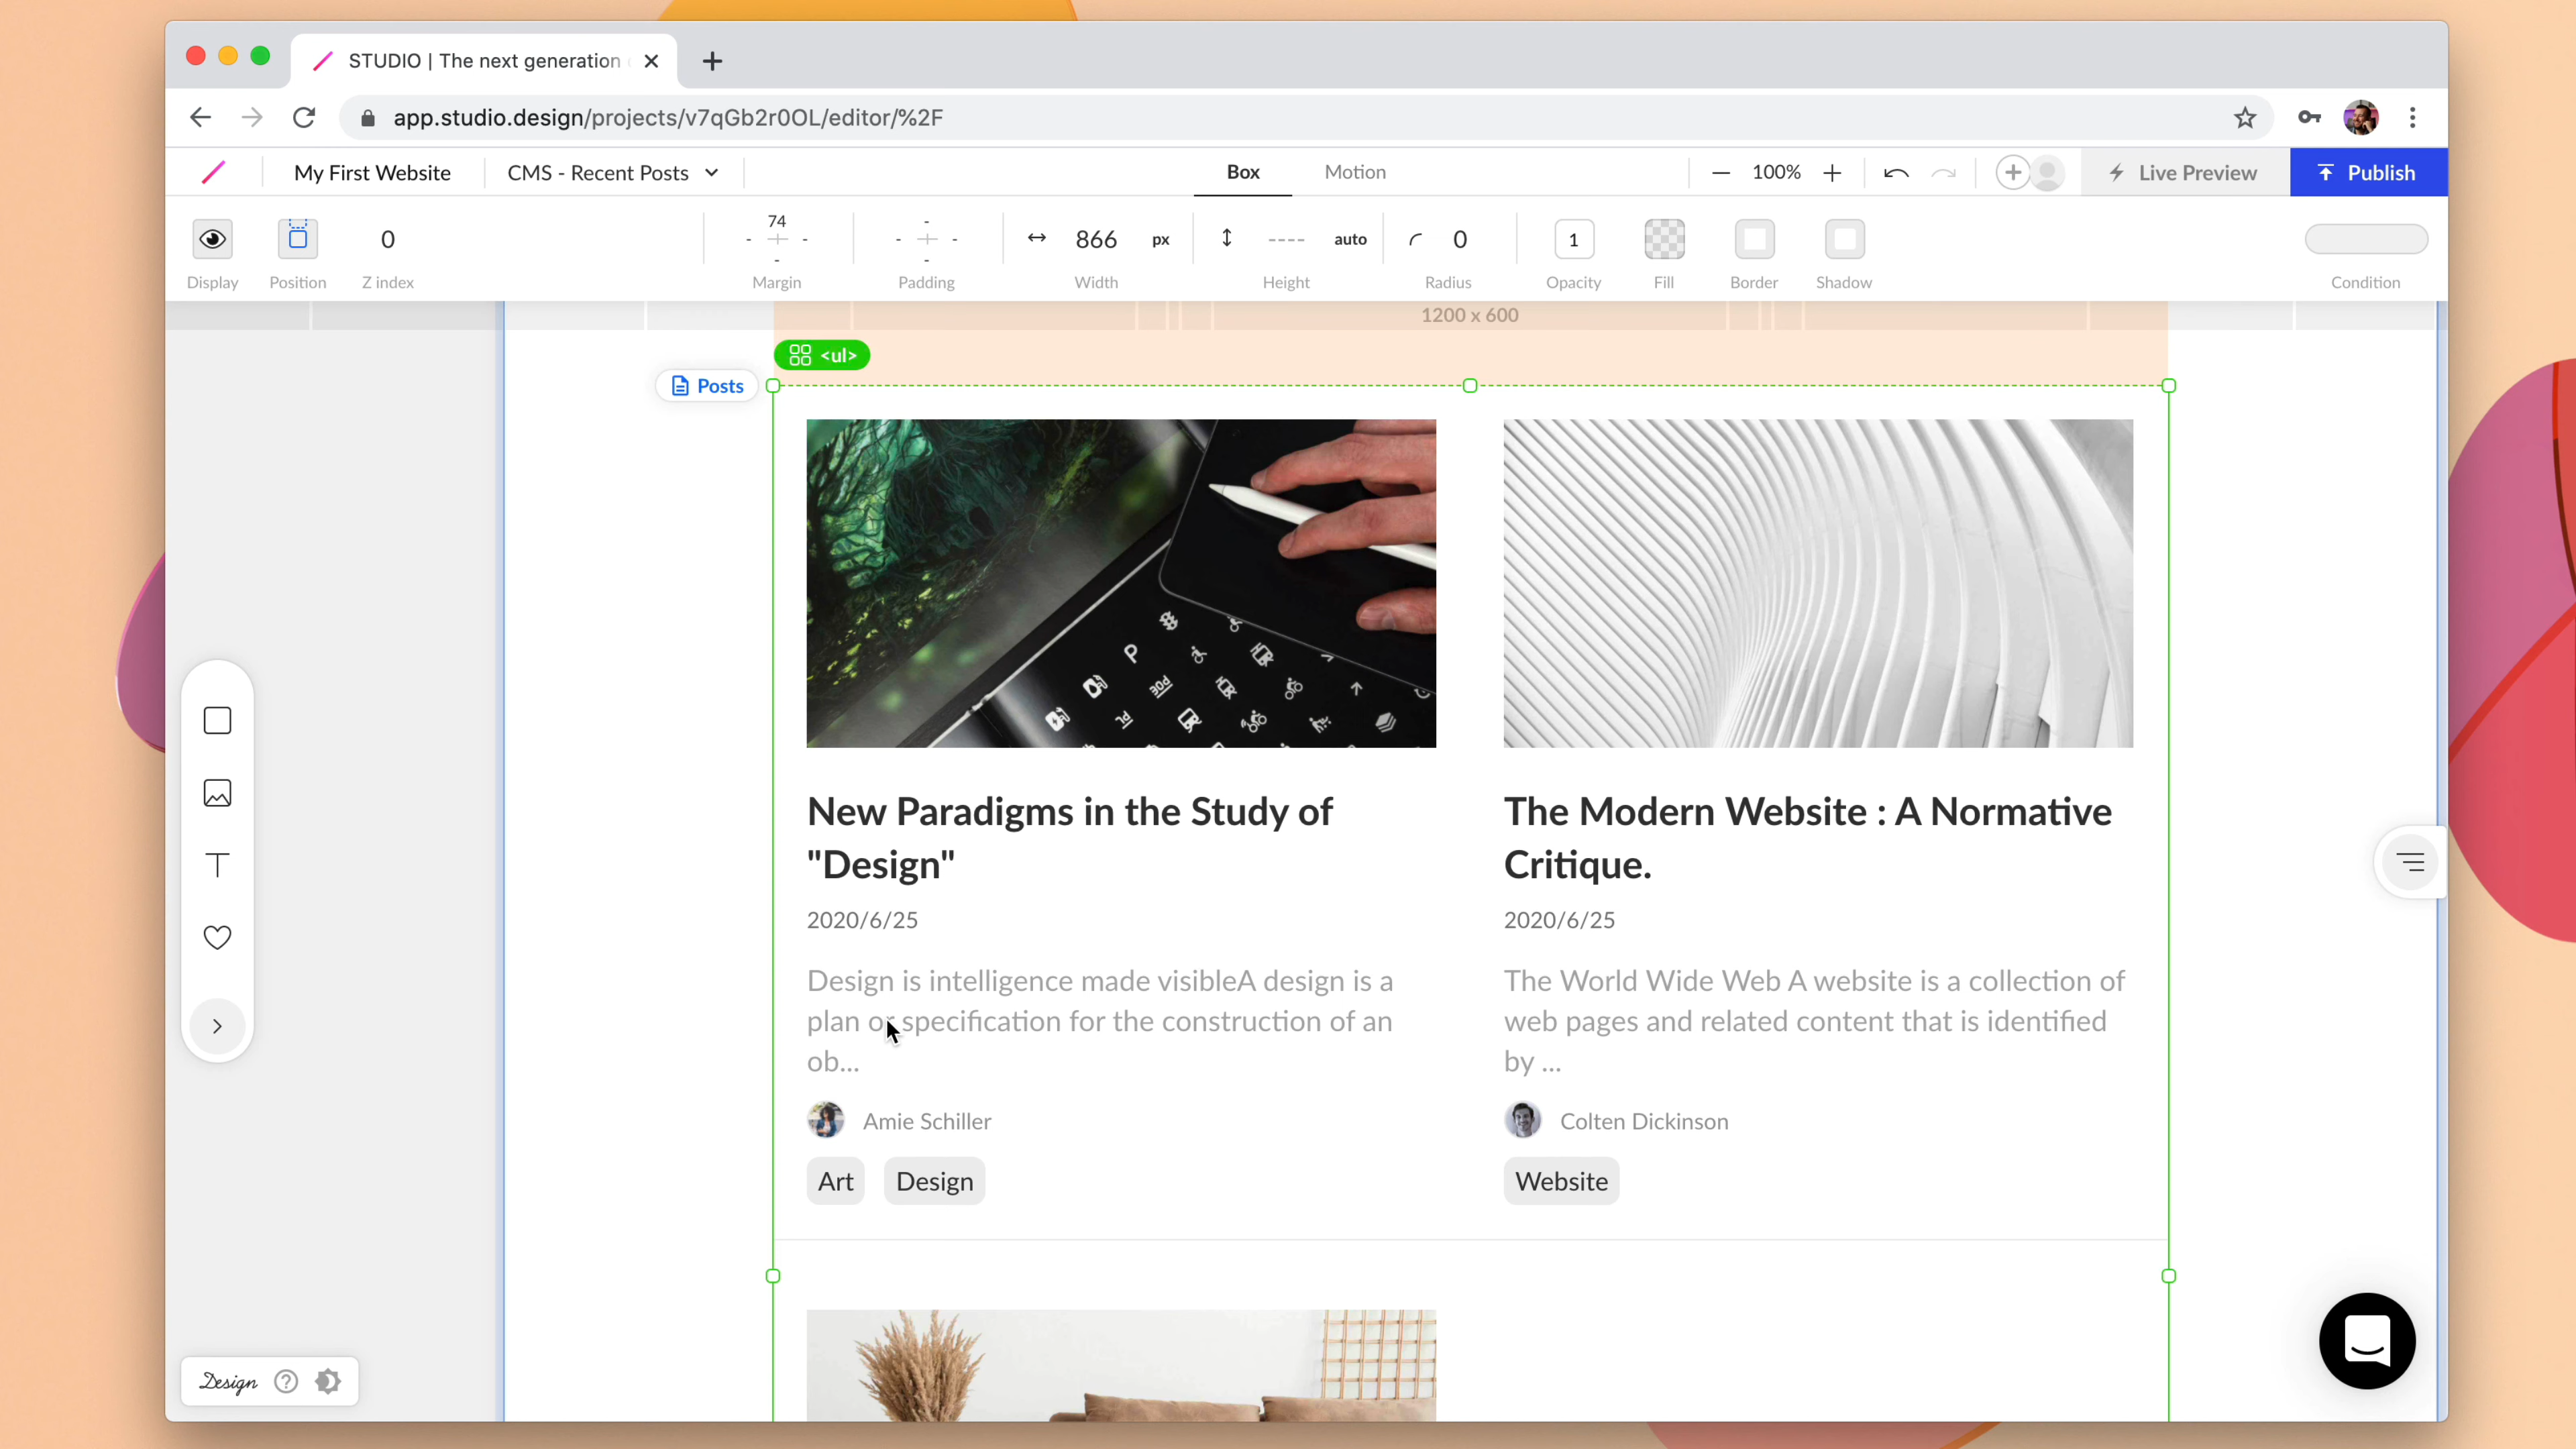 STUDIO | The next generation
app.studio.design/projects/v7qGb2r0OL/editor/%2F
My First Website
CMS - Recent Posts
Box
Motion
100%
Live Preview
Publish
74
- -
-
-
- -
-
0
866 px
---- auto
0
1
Display
Position
Z index
Margin
Padding
Width
Height
Radius
Opacity
Fill
Border
Shadow
Condition
1200 x 600
<ul>
Posts
New Paradigms in the Study of
"Design"
2020/6/25
Design is intelligence made visibleA design is a
plan or specification for the construction of an
ob...
Amie Schiller
Art
Design
The Modern Website : A Normative
Critique.
2020/6/25
The World Wide Web A website is a collection of
web pages and related content that is identified
by ...
Colten Dickinson
Website
Design